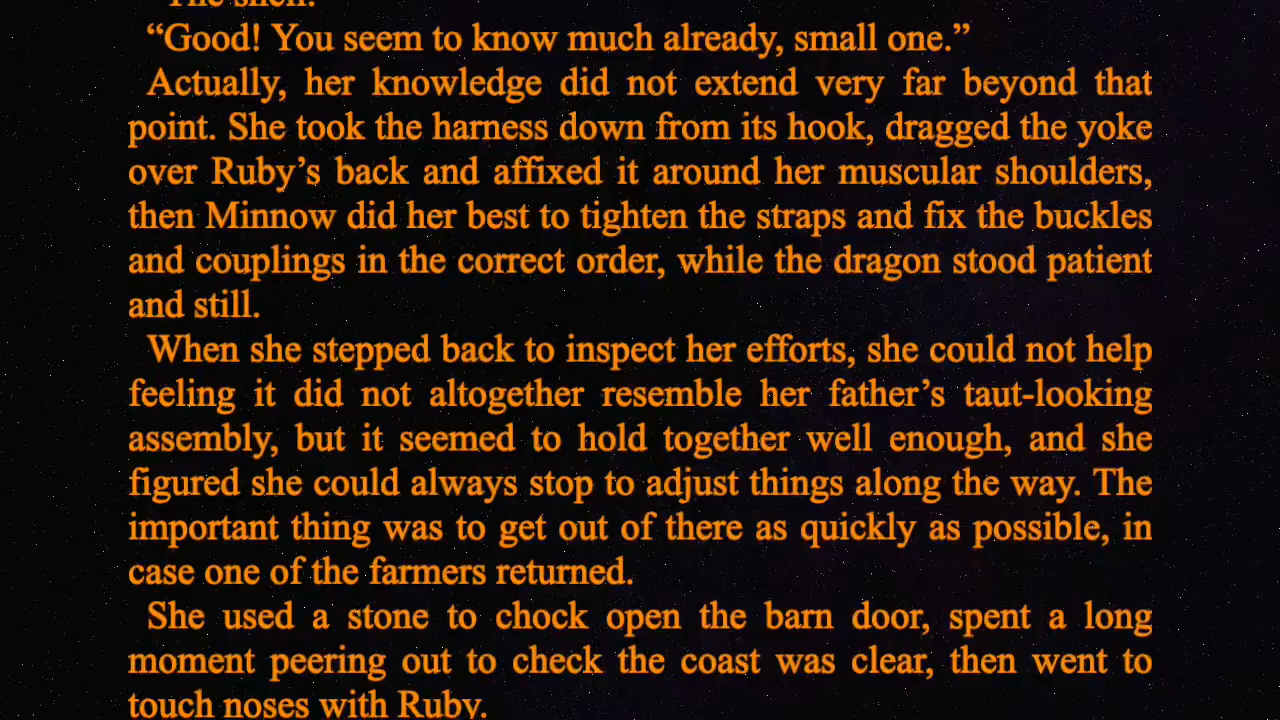 “The shell.
“Good! You seem to know much already, small one.”
Actually, her knowledge did not extend very far beyond that
point. She took the harness down from its hook, dragged the yoke
over Ruby’s back and affixed it around her muscular shoulders,
then Minnow did her best to tighten the straps and fix the buckles
and couplings in the correct order, while the dragon stood patient
and still.
When she stepped back to inspect her efforts, she could not help
feeling it did not altogether resemble her father’s taut-looking
assembly, but it seemed to hold together well enough, and she
figured she could always stop to adjust things along the way. The
important thing was to get out of there as quickly as possible, in
case one of the farmers returned.
She used a stone to chock open the barn door, spent a long
moment peering out to check the coast was clear, then went to
touch noses with Ruby.